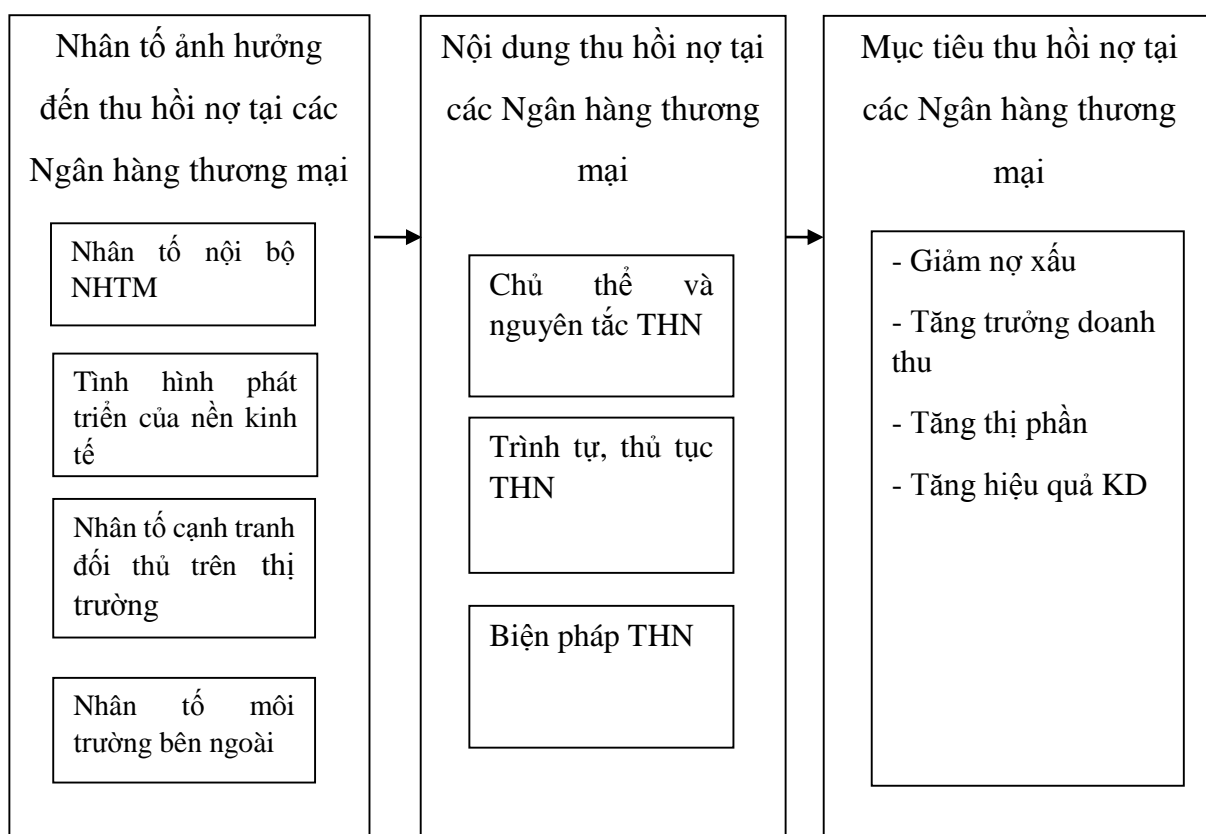 Nhân tố ảnh hưởng
đến thu hồi nợ tại các
Ngân hàng thương mại
Nhân tố nội bộ
NHTM
Tình hình phát
triển của nền kinh
tế
Nhân tố cạnh tranh
đối thủ trên thị
trường
Nhân tố môi
trường bên ngoài
Nội dung thu hồi nợ tại
các Ngân hàng thương
mại
Chủ thể và
nguyên tắc THN
Trình tự, thủ tục
THN
Biện pháp THN
Mục tiêu thu hồi nợ tại
các Ngân hàng thương
mại
- Giảm nợ xấu
- Tăng trưởng doanh
thu
- Tăng thị phần
- Tăng hiệu quả KD